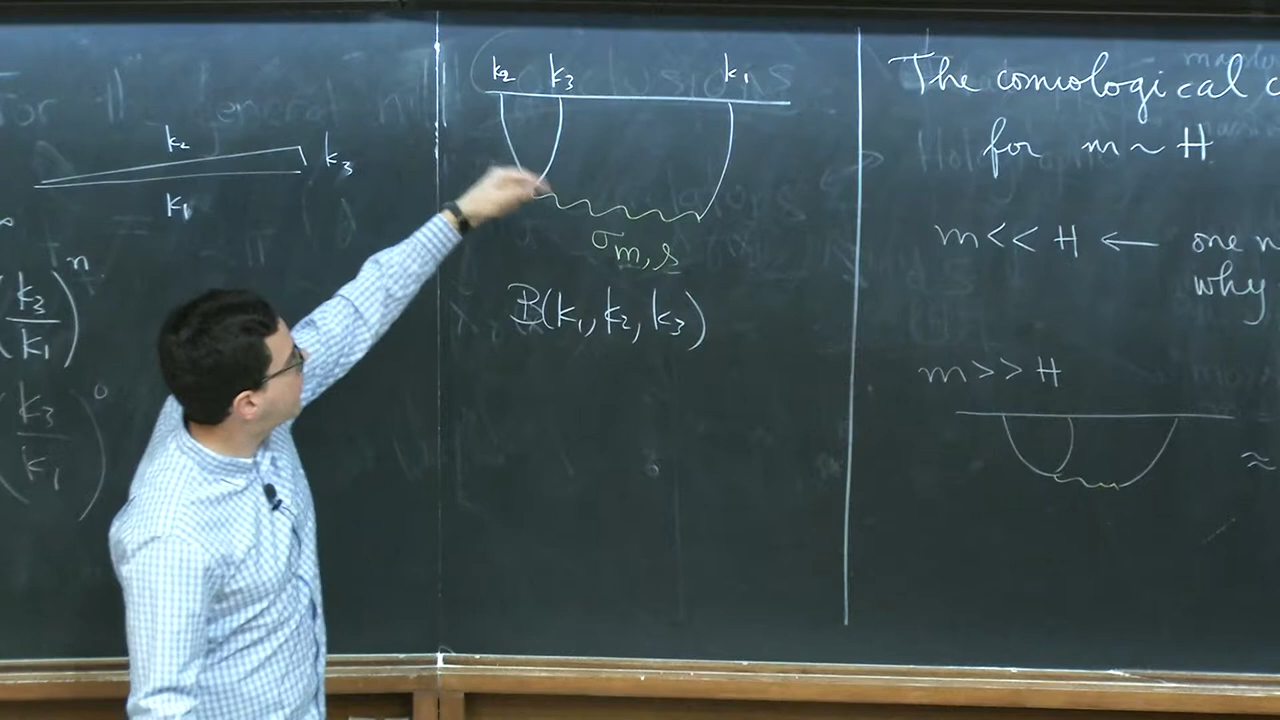 k₂
k₃
k₁
(k₃/k₁)ⁿ
(k₃/k₁)⁰
k₂ k₃ k₁
σ_{m,s}
B(k₁, k₂, k₃)
The comological c
for m ~ H
m << H ← one
why
m >> H
≈